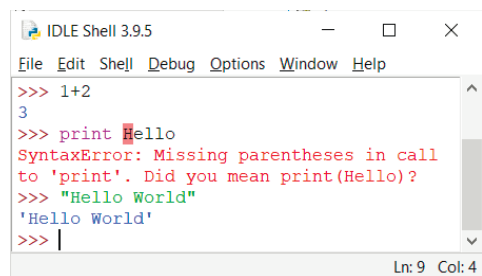 IDLE Shell 3.9.5
File Edit Shell Debug Options Window Help
>>> 1+2
3
>>> print Hello
SyntaxError: Missing parentheses in call
to 'print'. Did you mean print(Hello)?
>>> "Hello World"
'Hello World'
>>>
Ln: 9 Col: 4